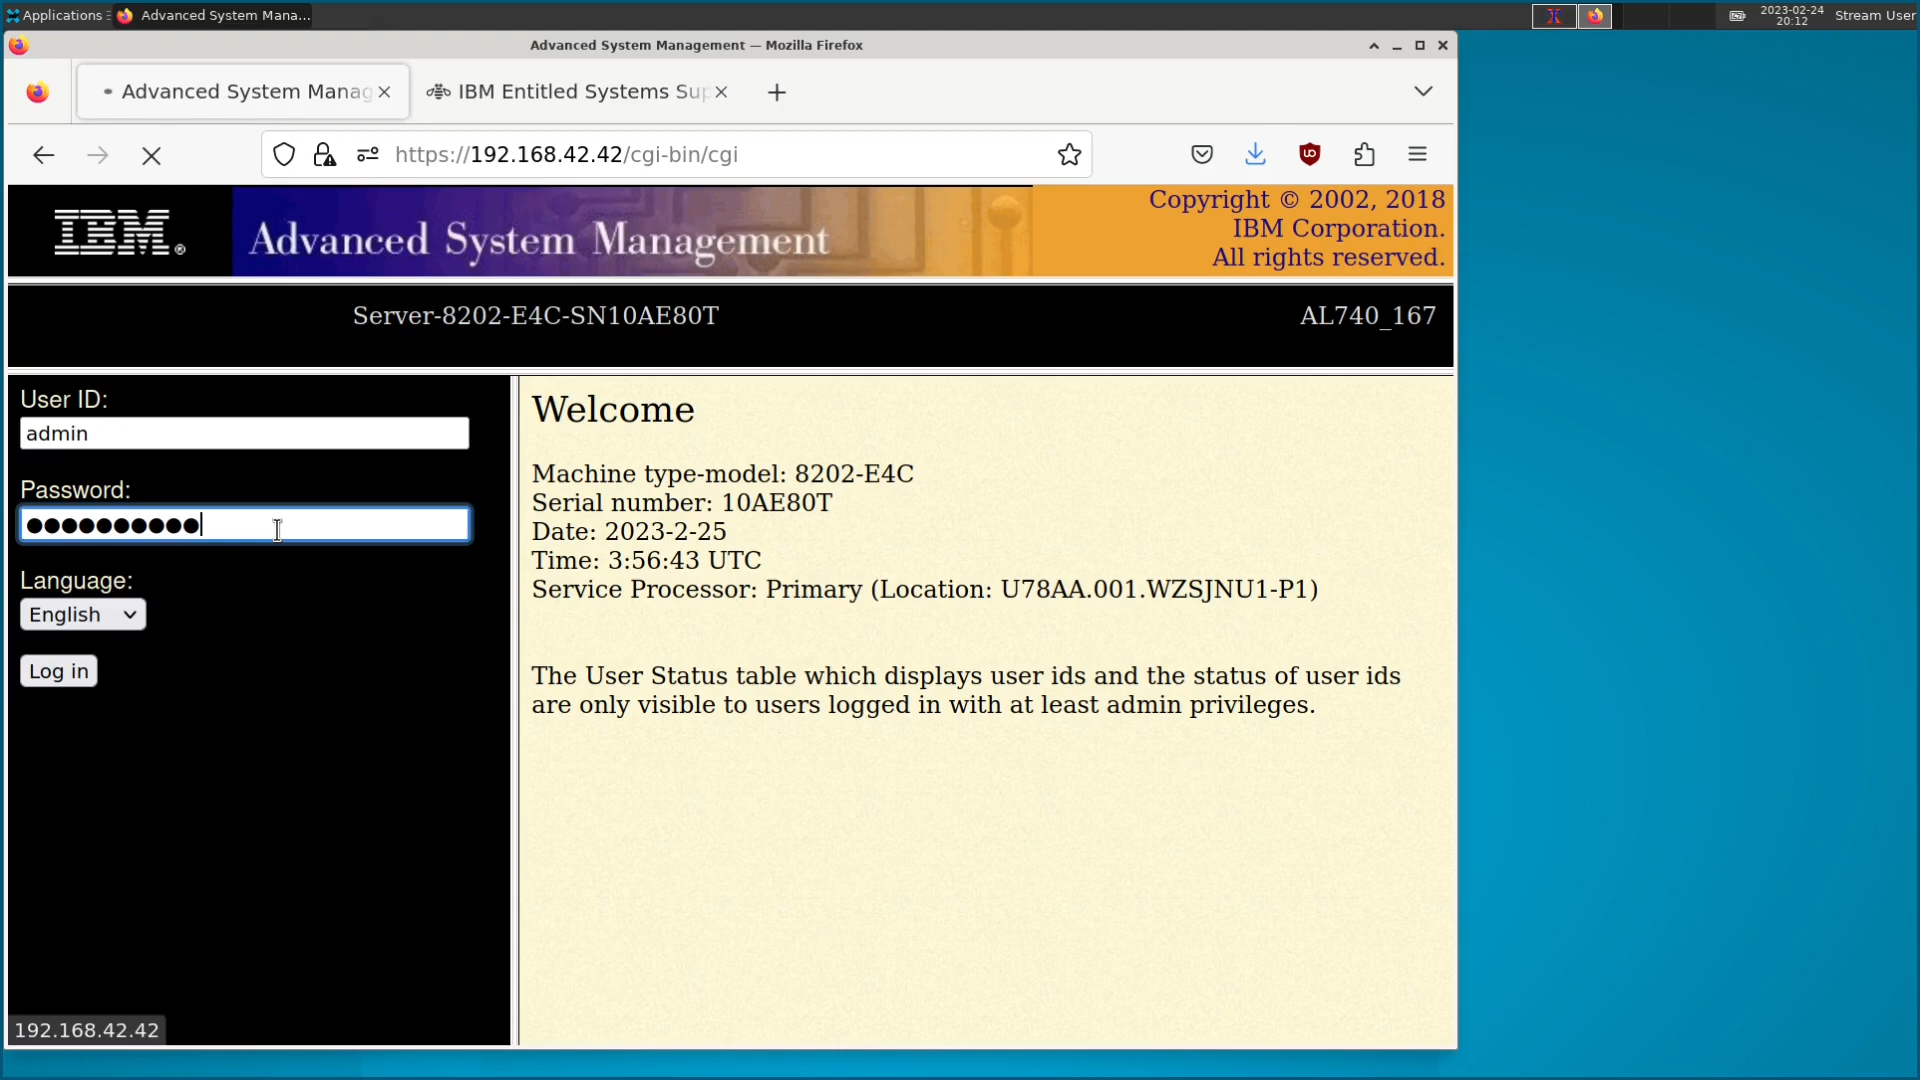 Applications
Advanced System Mana...
2023-02-24
20:12
Stream User
Advanced System Management — Mozilla Firefox
Advanced System Manag
IBM Entitled Systems Sup
https://192.168.42.42/cgi-bin/cgi
IBM®
Advanced System Management
Copyright © 2002, 2018
IBM Corporation.
All rights reserved.
Server-8202-E4C-SN10AE80T
AL740_167
User ID:
admin
Password:
●●●●●●●●●●
Language:
English
Log in
Welcome
Machine type-model: 8202-E4C
Serial number: 10AE80T
Date: 2023-2-25
Time: 3:56:43 UTC
Service Processor: Primary (Location: U78AA.001.WZSJNU1-P1)
The User Status table which displays user ids and the status of user ids
are only visible to users logged in with at least admin privileges.
192.168.42.42